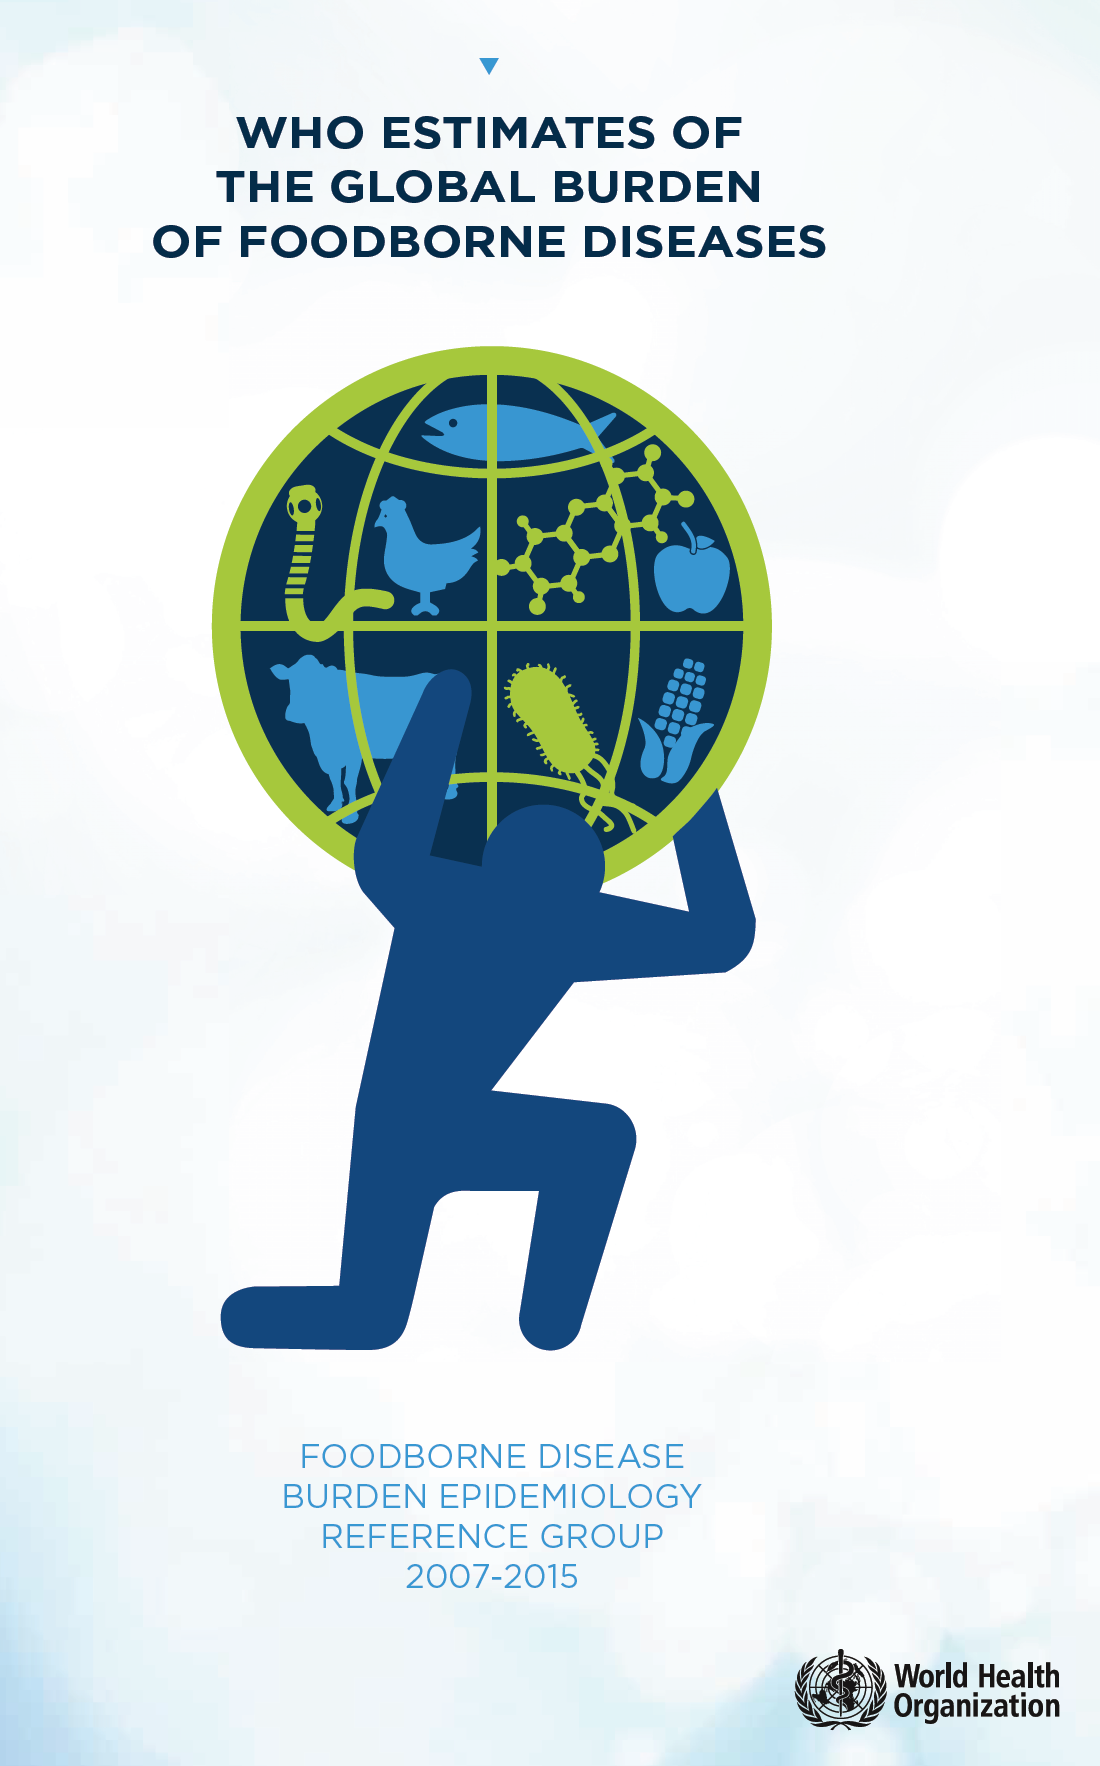 WHO ESTIMATES OF
THE GLOBAL BURDEN
OF FOODBORNE DISEASES
FOODBORNE DISEASE
BURDEN EPIDEMIOLOGY
REFERENCE GROUP
2007-2015
World Health
Organization